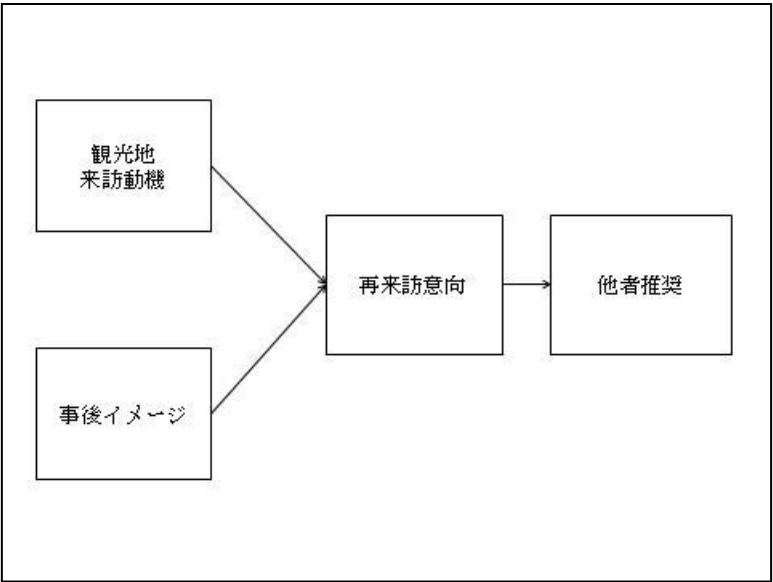 観光地
来訪動機
再来訪意向
他者推奨
事後イメージ